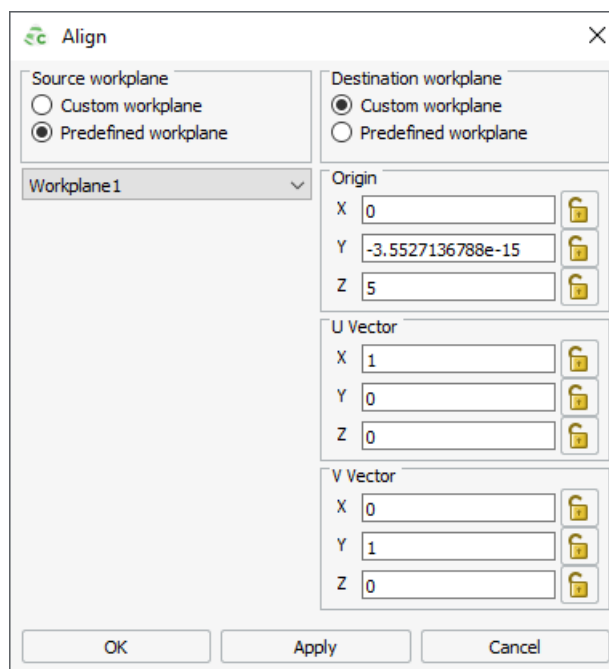 Align
Source workplane
Custom workplane
Predefined workplane
Workplane1
Destination workplane
Custom workplane
Predefined workplane
Origin
X 0
Y -3.5527136788e-15
Z 5
U Vector
X 1
Y 0
Z 0
V Vector
X 0
Y 1
Z 0
OK Apply Cancel